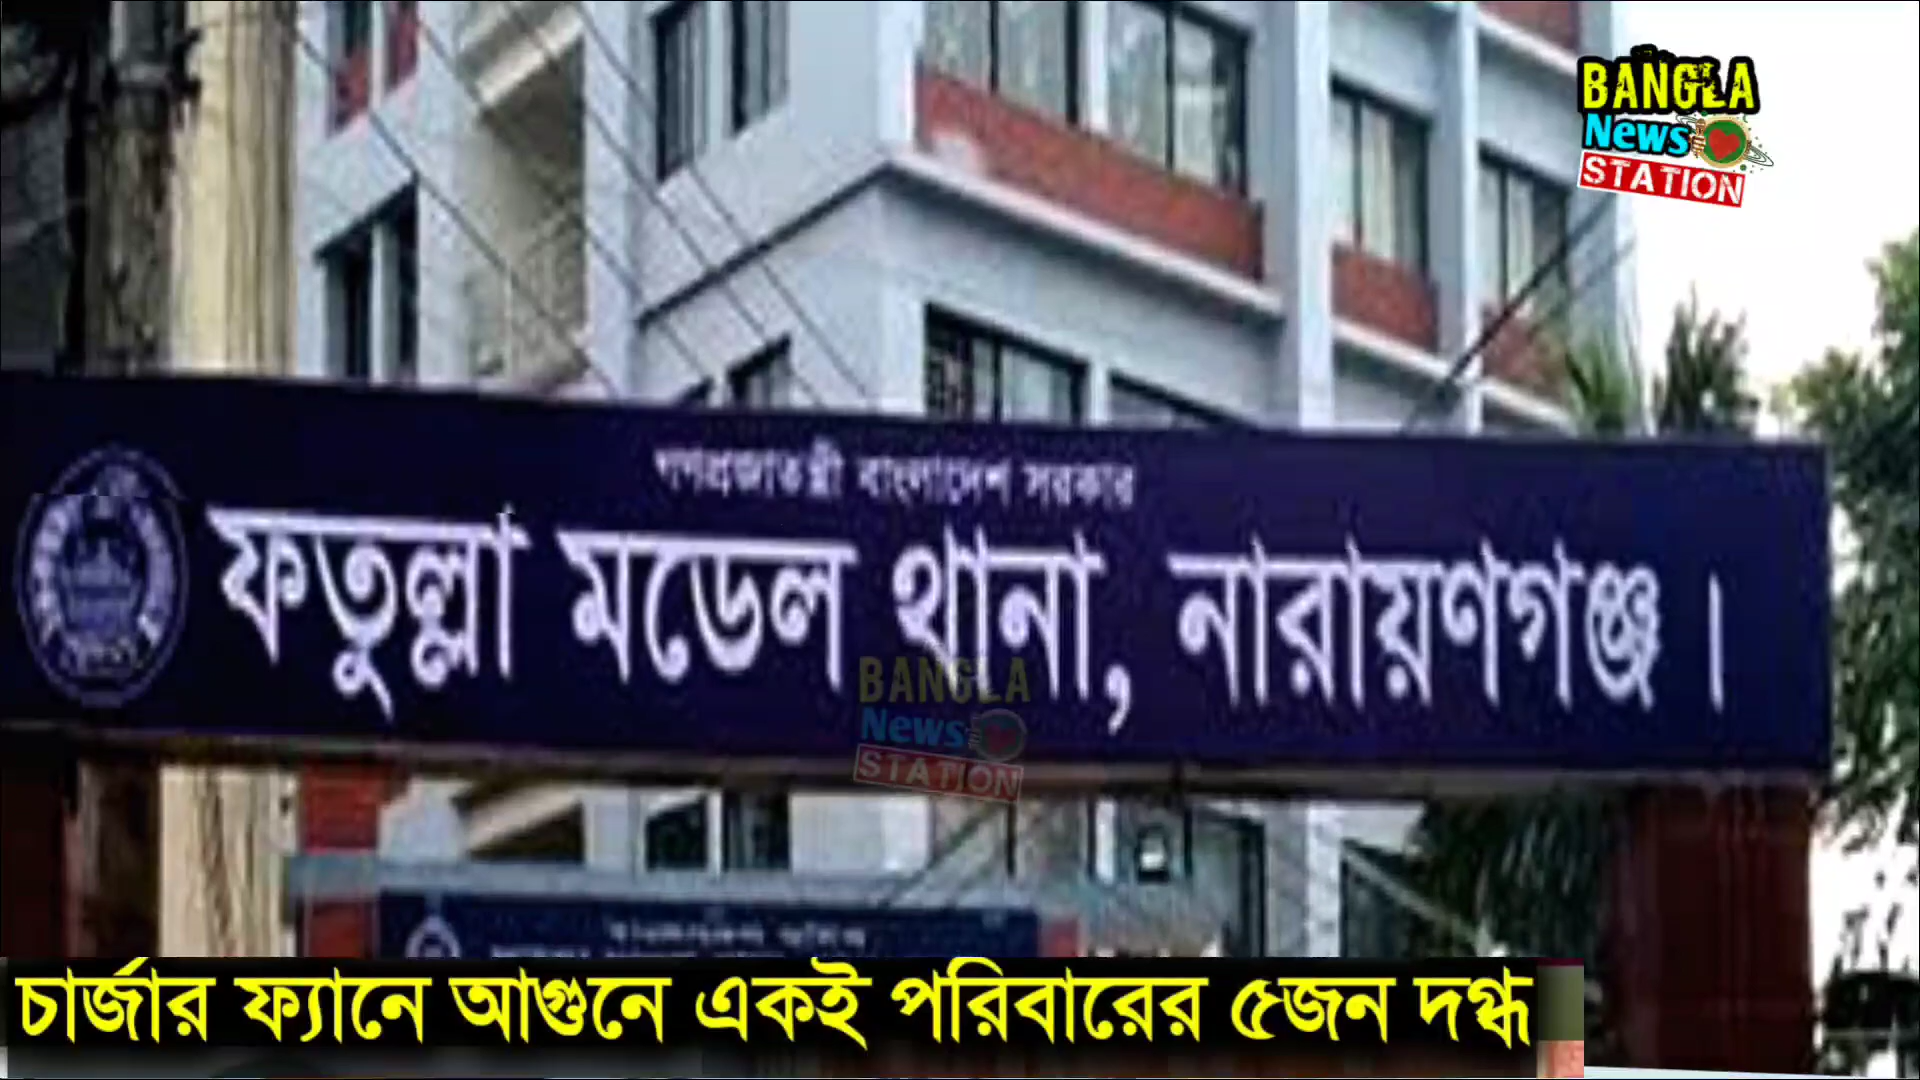 BANGLA
News
STATION
গণপ্রজাতন্ত্রী বাংলাদেশ সরকার
ফতুল্লা মডেল থানা, নারায়ণগঞ্জ।
BANGLA
News
STATION
চার্জার ফ্যানে আগুনে একই পরিবারের ৫জন দগ্ধ